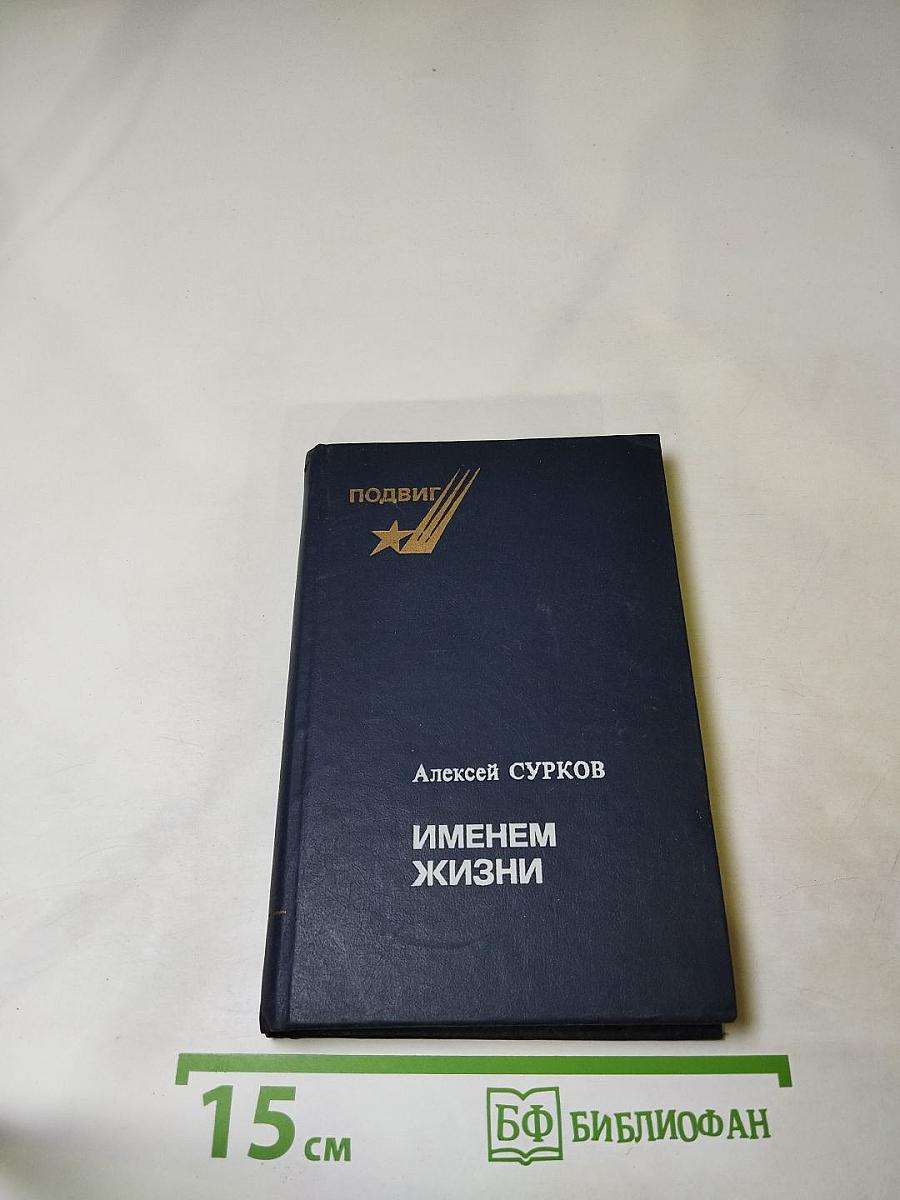 ПОДВИГ
Алексей СУРКОВ
ИМЕНЕМ
ЖИЗНИ
15 см
БФ БИБЛИОФАН